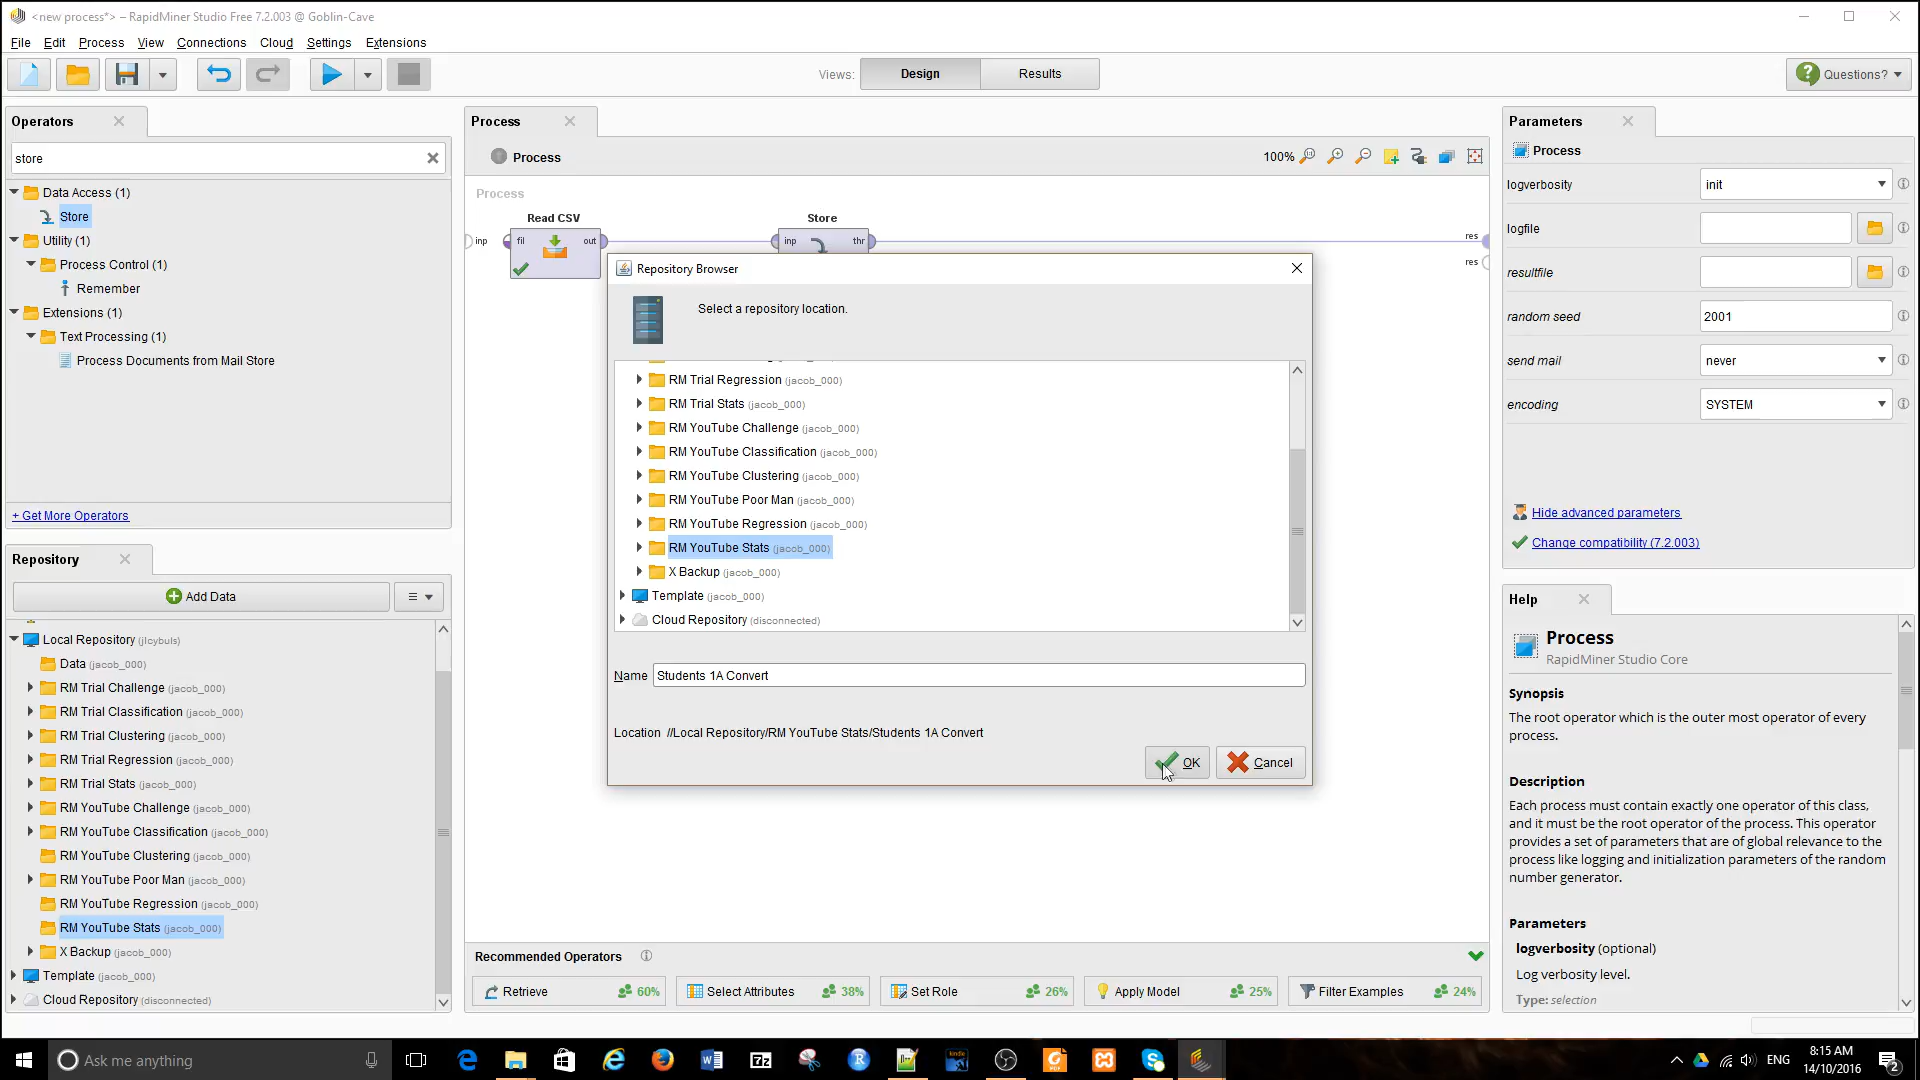 <new process*> – RapidMiner Studio Free 7.2.003 @ Goblin-Cave
File Edit Process View Connections Cloud Settings Extensions
Views: Design Results
Questions?
Operators
store
Data Access (1)
Store
Utility (1)
Process Control (1)
Remember
Extensions (1)
Text Processing (1)
Process Documents from Mail Store
+ Get More Operators
Repository
Add Data
Local Repository (jlcybuls)
Data (jacob_000)
RM Trial Challenge (jacob_000)
RM Trial Classification (jacob_000)
RM Trial Clustering (jacob_000)
RM Trial Regression (jacob_000)
RM Trial Stats (jacob_000)
RM YouTube Challenge (jacob_000)
RM YouTube Classification (jacob_000)
RM YouTube Clustering (jacob_000)
RM YouTube Poor Man (jacob_000)
RM YouTube Regression (jacob_000)
RM YouTube Stats (jacob_000)
X Backup (jacob_000)
Template (jacob_000)
Cloud Repository (disconnected)
Process
Process
100%
Process
Read CSV
Store
inp
fil
out
inp
thr
res
res
Repository Browser
Select a repository location.
RM Trial Regression (jacob_000)
RM Trial Stats (jacob_000)
RM YouTube Challenge (jacob_000)
RM YouTube Classification (jacob_000)
RM YouTube Clustering (jacob_000)
RM YouTube Poor Man (jacob_000)
RM YouTube Regression (jacob_000)
RM YouTube Stats (jacob_000)
X Backup (jacob_000)
Template (jacob_000)
Cloud Repository (disconnected)
Name Students 1A Convert
Location //Local Repository/RM YouTube Stats/Students 1A Convert
OK
Cancel
Recommended Operators
Retrieve 60%
Select Attributes 38%
Set Role 26%
Apply Model 25%
Filter Examples 24%
Parameters
Process
logverbosity init
logfile
resultfile
random seed 2001
send mail never
encoding SYSTEM
Hide advanced parameters
Change compatibility (7.2.003)
Help
Process
RapidMiner Studio Core
Synopsis
The root operator which is the outer most operator of every
process.
Description
Each process must contain exactly one operator of this class,
and it must be the root operator of the process. This operator
provides a set of parameters that are of global relevance to the
process like logging and initialization parameters of the random
number generator.
Parameters
logverbosity (optional)
Log verbosity level.
Type: selection
Ask me anything
ENG
8:15 AM
14/10/2016
2